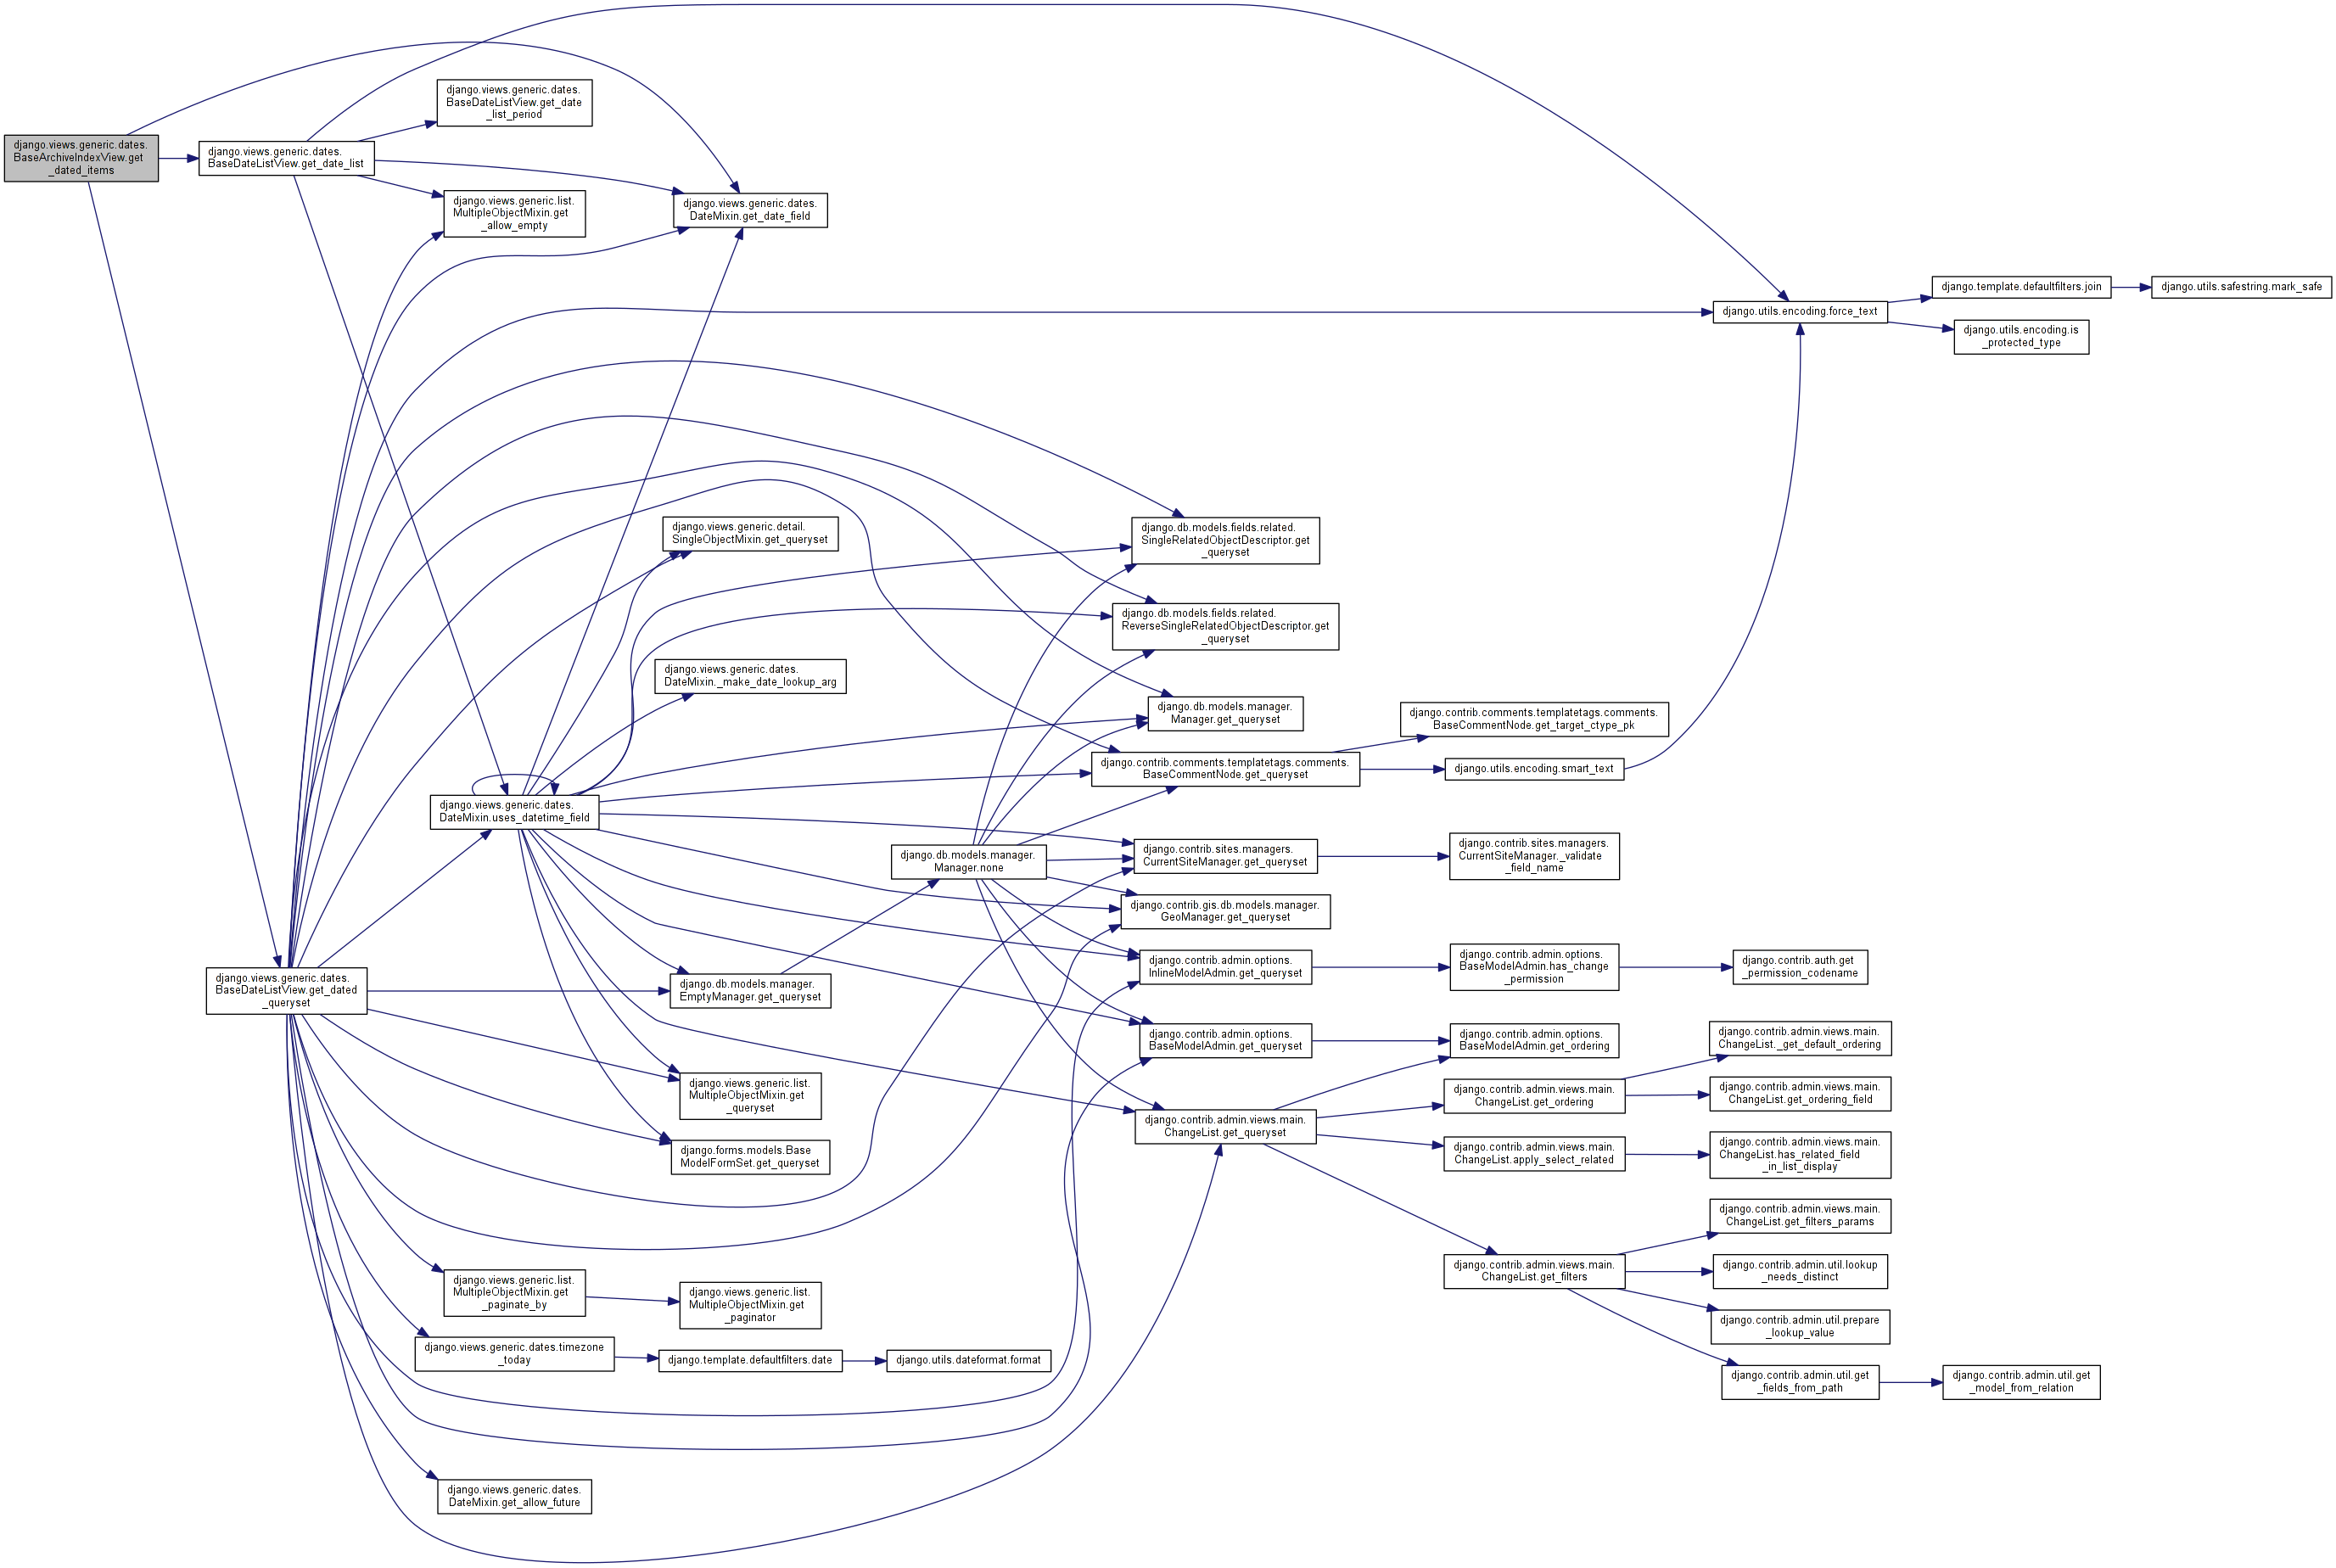 django.views.generic.dates.
BaseArchiveIndexView.get
_dated_items
django.views.generic.dates.
BaseDateListView.get_date_list
django.views.generic.dates.
BaseDateListView.get_date
_list_period
django.views.generic.list.
MultipleObjectMixin.get
_allow_empty
django.views.generic.dates.
DateMixin.get_date_field
django.utils.encoding.force_text
django.template.defaultfilters.join
django.utils.safestring.mark_safe
django.utils.encoding.is
_protected_type
django.views.generic.detail.
SingleObjectMixin.get_queryset
django.db.models.fields.related.
SingleRelatedObjectDescriptor.get
_queryset
django.db.models.fields.related.
ReverseSingleRelatedObjectDescriptor.get
_queryset
django.views.generic.dates.
DateMixin._make_date_lookup_arg
django.db.models.manager.
Manager.get_queryset
django.contrib.comments.templatetags.comments.
BaseCommentNode.get_target_ctype_pk
django.contrib.comments.templatetags.comments.
BaseCommentNode.get_queryset
django.utils.encoding.smart_text
django.views.generic.dates.
DateMixin.uses_datetime_field
django.db.models.manager.
Manager.none
django.contrib.sites.managers.
CurrentSiteManager.get_queryset
django.contrib.sites.managers.
CurrentSiteManager._validate
_field_name
django.contrib.gis.db.models.manager.
GeoManager.get_queryset
django.contrib.admin.options.
InlineModelAdmin.get_queryset
django.contrib.admin.options.
BaseModelAdmin.has_change
_permission
django.contrib.auth.get
_permission_codename
django.views.generic.dates.
BaseDateListView.get_dated
_queryset
django.db.models.manager.
EmptyManager.get_queryset
django.contrib.admin.options.
BaseModelAdmin.get_queryset
django.contrib.admin.options.
BaseModelAdmin.get_ordering
django.contrib.admin.views.main.
ChangeList._get_default_ordering
django.views.generic.list.
MultipleObjectMixin.get
_queryset
django.contrib.admin.views.main.
ChangeList.get_ordering
django.contrib.admin.views.main.
ChangeList.get_ordering_field
django.forms.models.Base
ModelFormSet.get_queryset
django.contrib.admin.views.main.
ChangeList.get_queryset
django.contrib.admin.views.main.
ChangeList.apply_select_related
django.contrib.admin.views.main.
ChangeList.has_related_field
_in_list_display
django.contrib.admin.views.main.
ChangeList.get_filters_params
django.contrib.admin.views.main.
ChangeList.get_filters
django.contrib.admin.util.lookup
_needs_distinct
django.views.generic.list.
MultipleObjectMixin.get
_paginate_by
django.views.generic.list.
MultipleObjectMixin.get
_paginator
django.contrib.admin.util.prepare
_lookup_value
django.views.generic.dates.timezone
_today
django.template.defaultfilters.date
django.utils.dateformat.format
django.contrib.admin.util.get
_fields_from_path
django.contrib.admin.util.get
_model_from_relation
django.views.generic.dates.
DateMixin.get_allow_future